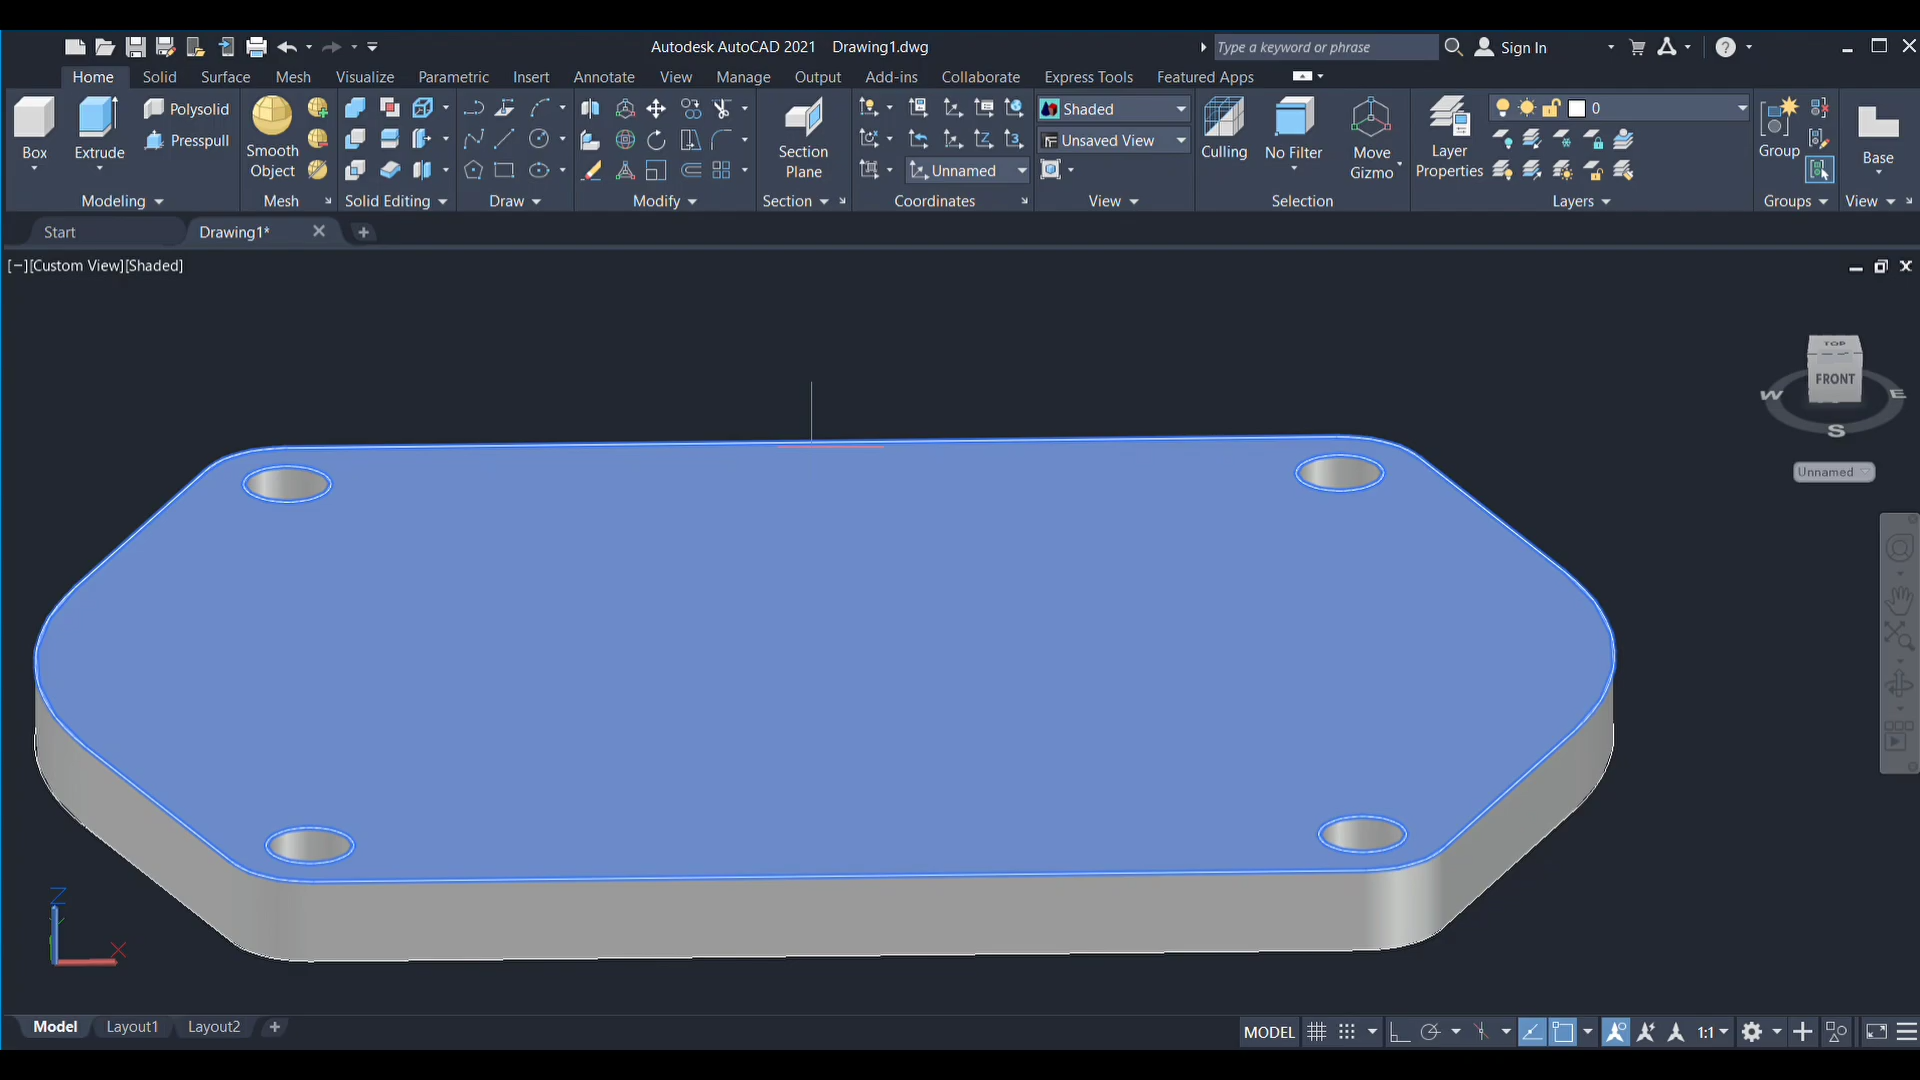 Autodesk AutoCAD 2021 Drawing1.dwg
Type a keyword or phrase
Sign In
Home Solid Surface Mesh Visualize Parametric Insert Annotate View Manage Output Add-ins Collaborate Express Tools Featured Apps
Box
Extrude
Polysolid
Presspull
Modeling
Smooth
Object
Mesh
Solid Editing
Draw
Modify
Section
Plane
Section
Unnamed
Coordinates
Shaded
Unsaved View
View
Culling
No Filter
Move
Gizmo
Selection
Layer
Properties
0
Layers
Group
Groups
Base
View
Start
Drawing1*
[−][Custom View][Shaded]
TOP
FRONT
W
E
S
Unnamed
Z
X
Model
Layout1
Layout2
MODEL
1:1